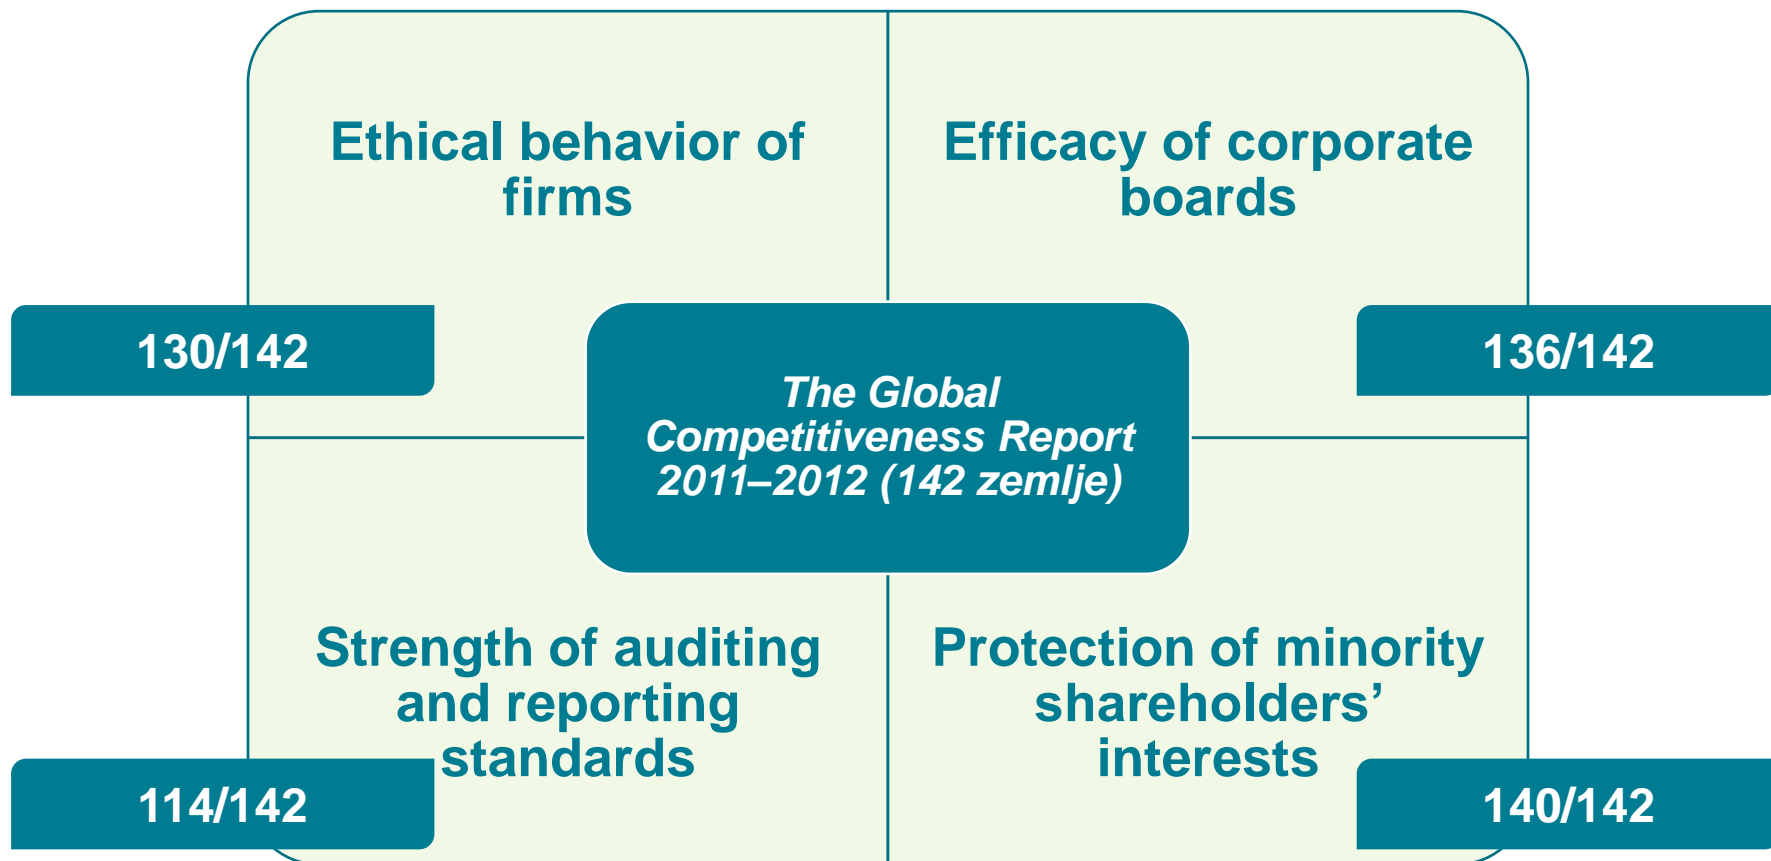 Ethical behavior of
firms
130/142
Efficacy of corporate
boards
136/142
The Global
Competitiveness Report
2011–2012 (142 zemlje)
Strength of auditing
and reporting
standards
114/142
Protection of minority
shareholders’
interests
140/142